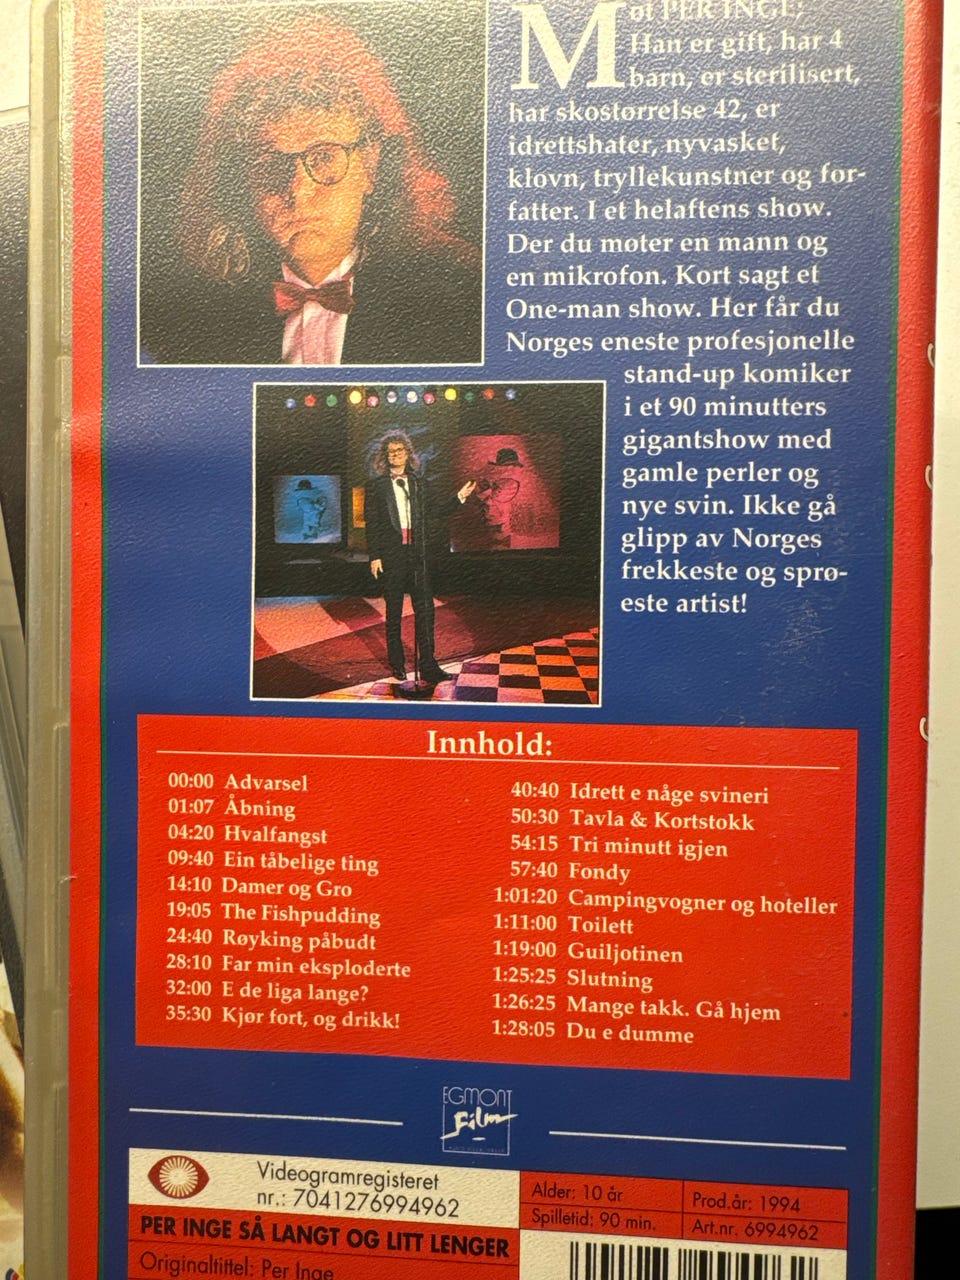 Møt PER INGE;
Han er gift, har 4
barn, er sterilisert,
har skostørrelse 42, er
idrettshater, nyvasket,
klovn, tryllekunstner og for-
fatter. I et helaftens show.
Der du møter en mann og
en mikrofon. Kort sagt et
One-man show. Her får du
Norges eneste profesjonelle
stand-up komiker
i et 90 minutters
gigantshow med
gamle perler og
nye svin. Ikke gå
glipp av Norges
frekkeste og sprø-
este artist!
Innhold:
00:00 Advarsel
01:07 Åbning
04:20 Hvalfangst
09:40 Ein tåbelige ting
14:10 Damer og Gro
19:05 The Fishpudding
24:40 Røyking påbudt
28:10 Far min eksploderte
32:00 E de liga lange?
35:30 Kjør fort, og drikk!
40:40 Idrett e någe svineri
50:30 Tavla & Kortstokk
54:15 Tri minutt igjen
57:40 Fondy
1:01:20 Campingvogner og hoteller
1:11:00 Toilett
1:19:00 Guiljotinen
1:25:25 Slutning
1:26:25 Mange takk. Gå hjem
1:28:05 Du e dumme
EGMONT
Film
Videogramregisteret
nr.: 7041276994962
PER INGE SÅ LANGT OG LITT LENGER
Originaltittel: Per Inge
Alder: 10 år
Prod.år: 1994
Spilletid: 90 min.
Art.nr. 6994962